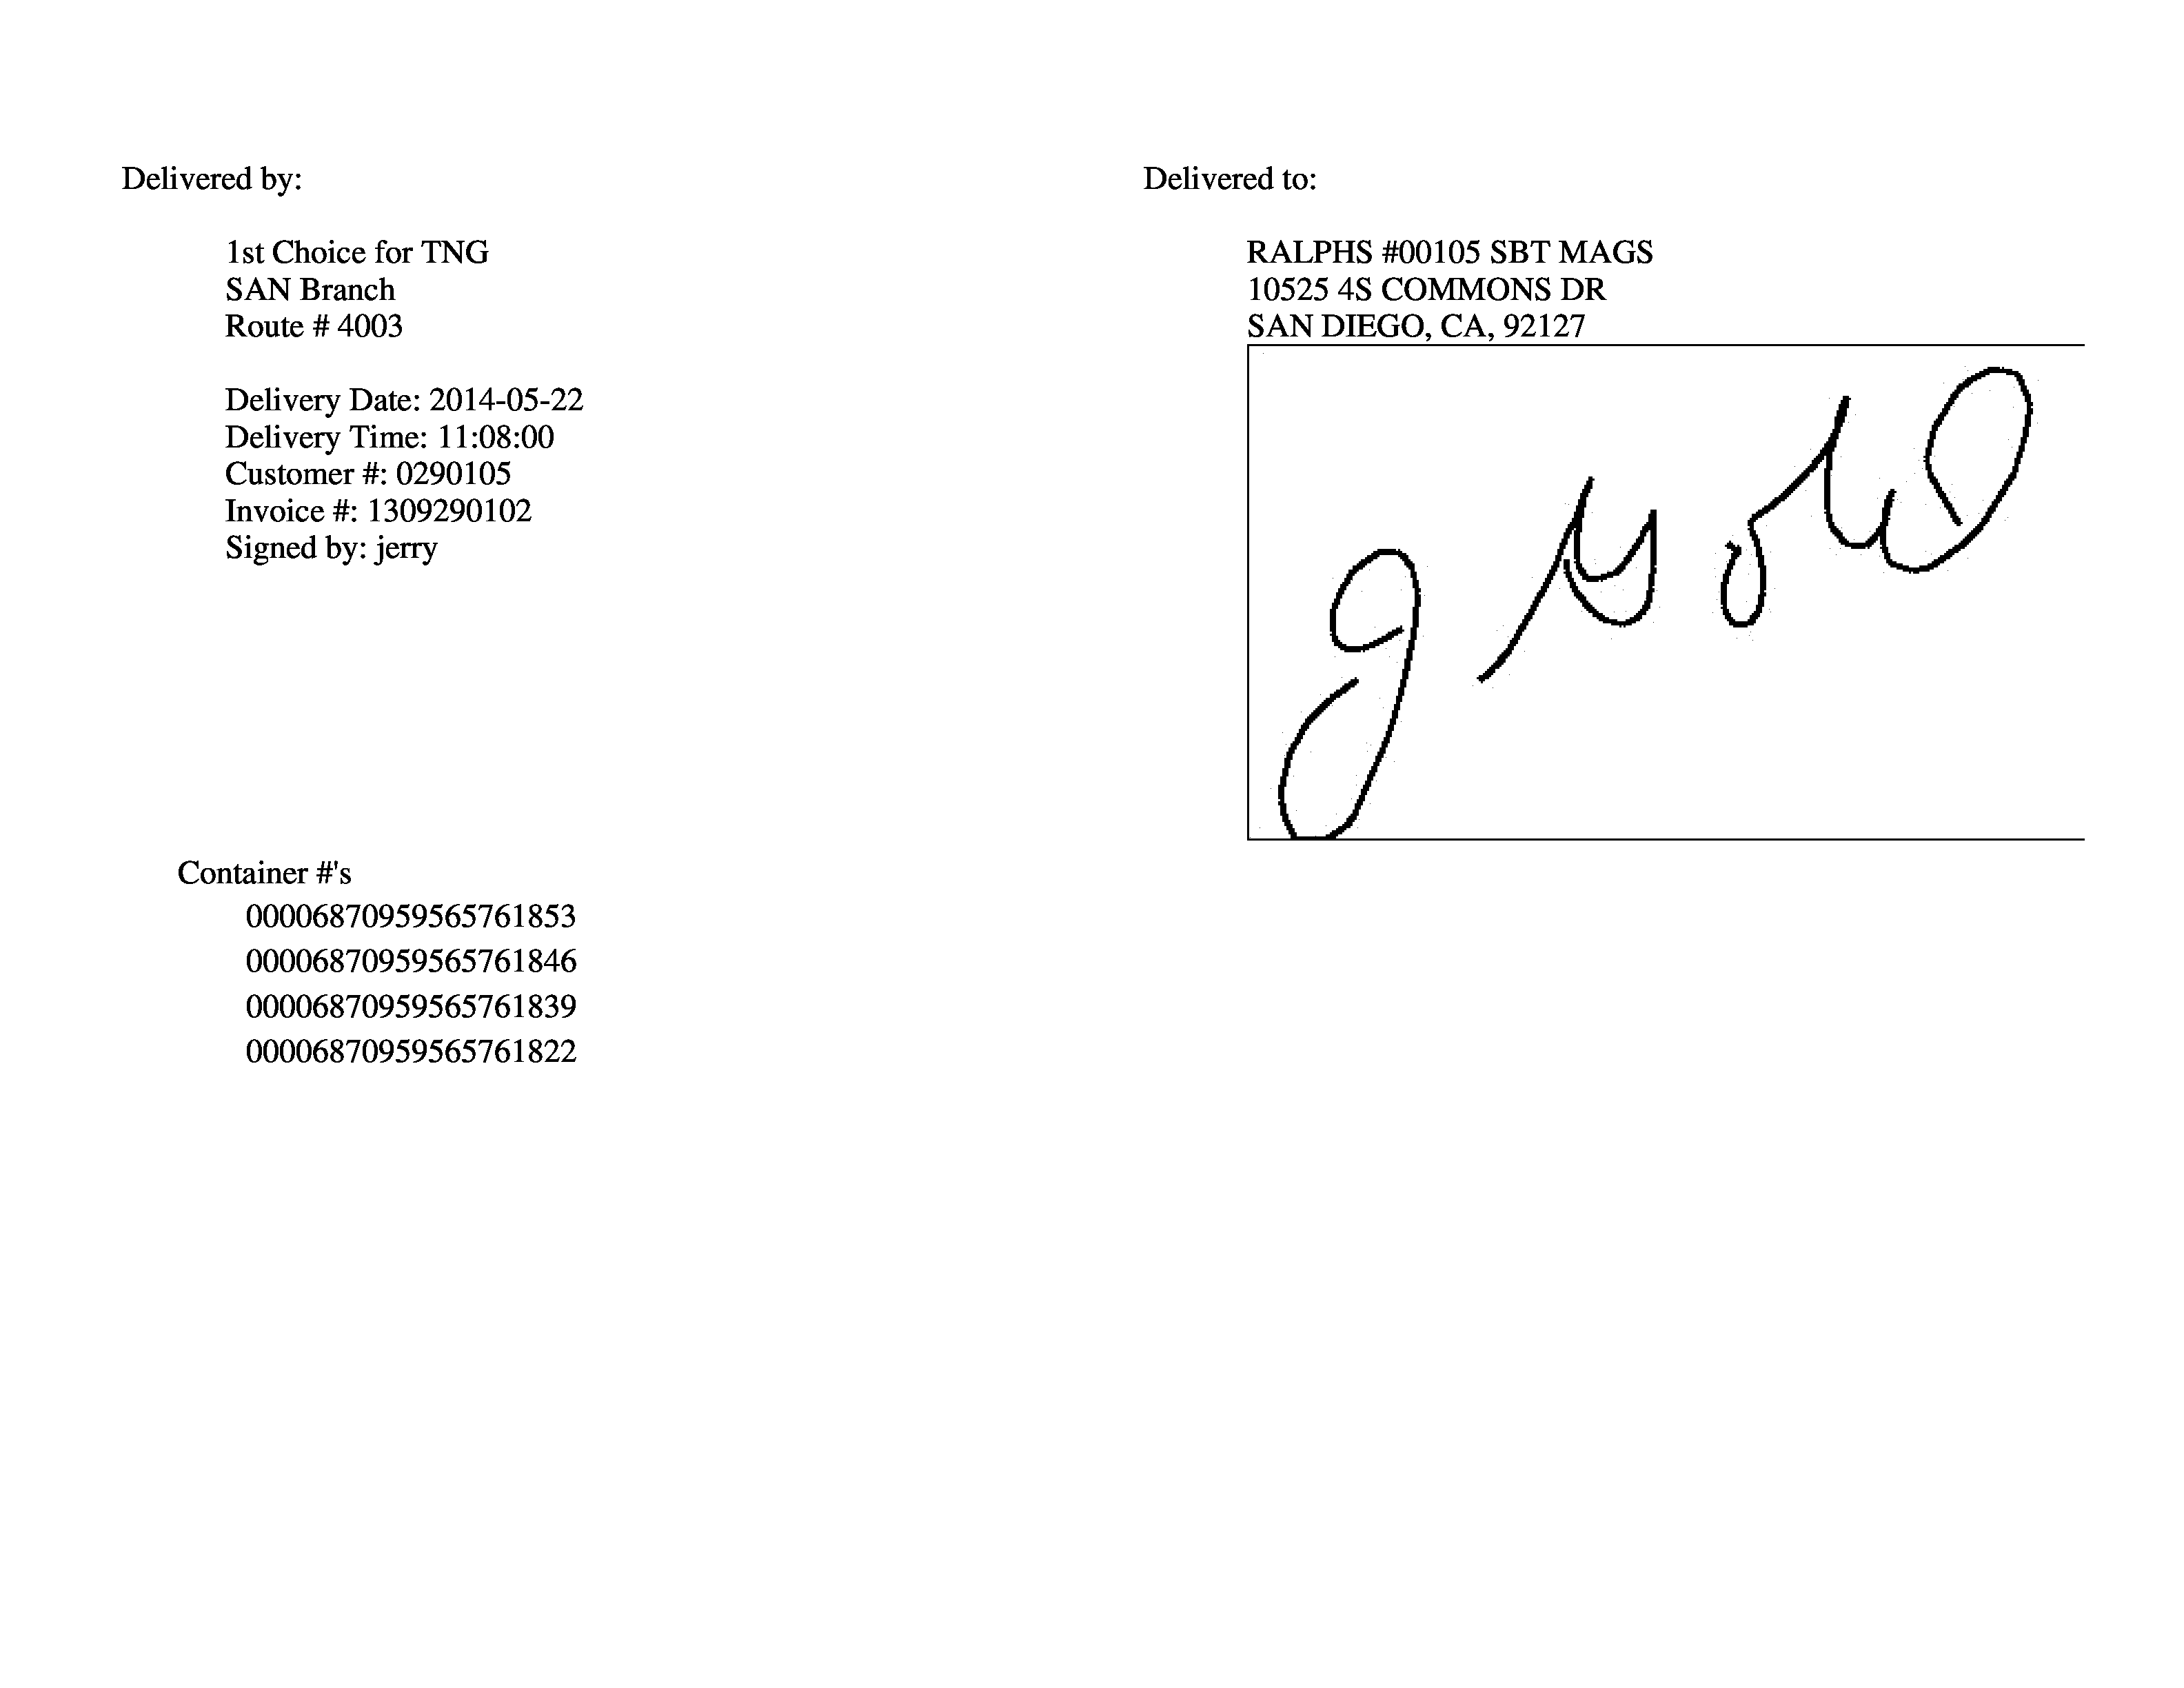 Delivered by:
1st Choice for TNG
SAN Branch
Route # 4003
Delivery Date: 2014-05-22
Delivery Time: 11:08:00
Customer #: 0290105
Invoice #: 1309290102
Signed by: jerry
Delivered to:
RALPHS #00105 SBT MAGS
10525 4S COMMONS DR
SAN DIEGO, CA, 92127
Container #'s
00006870959565761853
00006870959565761846
00006870959565761839
00006870959565761822